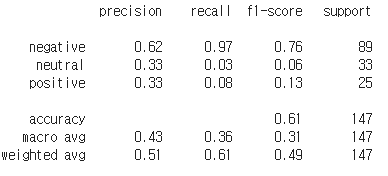 precision recall f1-score support
negative 0.62 0.97 0.76 89
neutral 0.33 0.03 0.06 33
positive 0.33 0.08 0.13 25
accuracy 0.61 147
macro avg 0.43 0.36 0.31 147
weighted avg 0.51 0.61 0.49 147